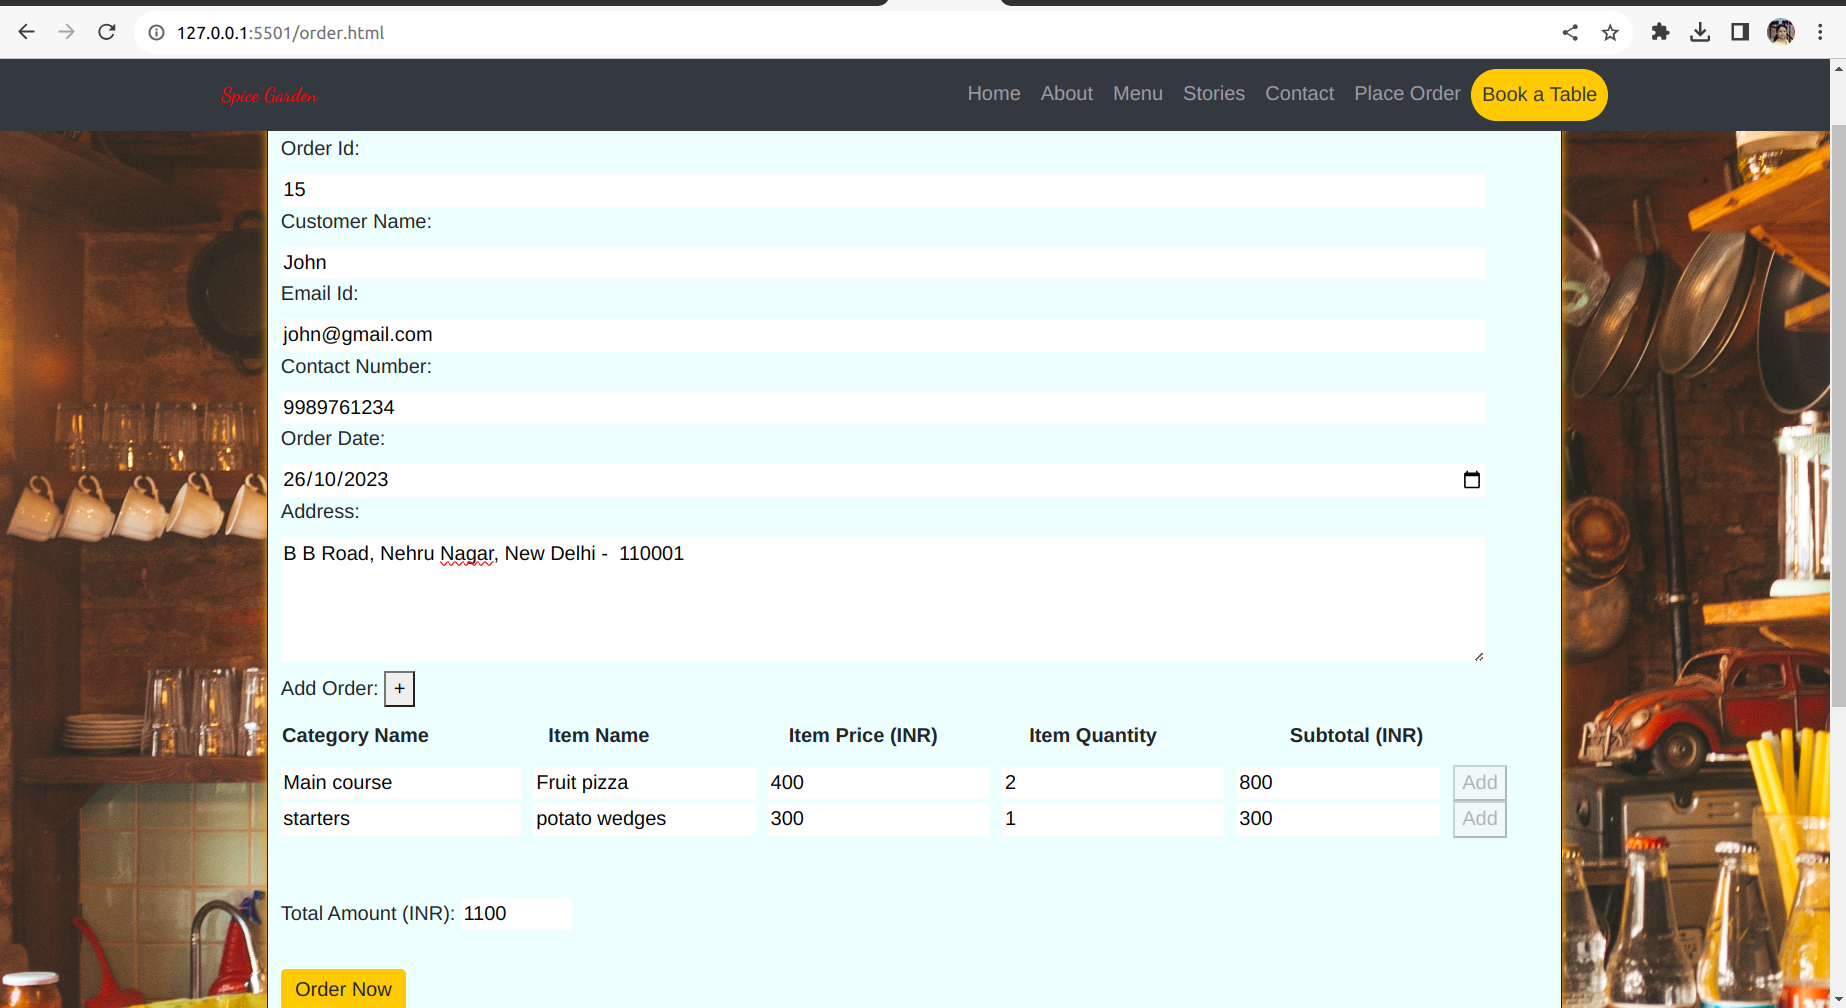 127.0.0.1:5501/order.html
Spice Garden
Home About Menu Stories Contact Place Order Book a Table
Order Id:
15
Customer Name:
John
Email Id:
john@gmail.com
Contact Number:
9989761234
Order Date:
26/10/2023
Address:
B B Road, Nehru Nagar, New Delhi -  110001
Add Order: +
Category Name Item Name Item Price (INR) Item Quantity Subtotal (INR)
Main course Fruit pizza 400 2 800 Add
starters potato wedges 300 1 300 Add
Total Amount (INR): 1100
Order Now